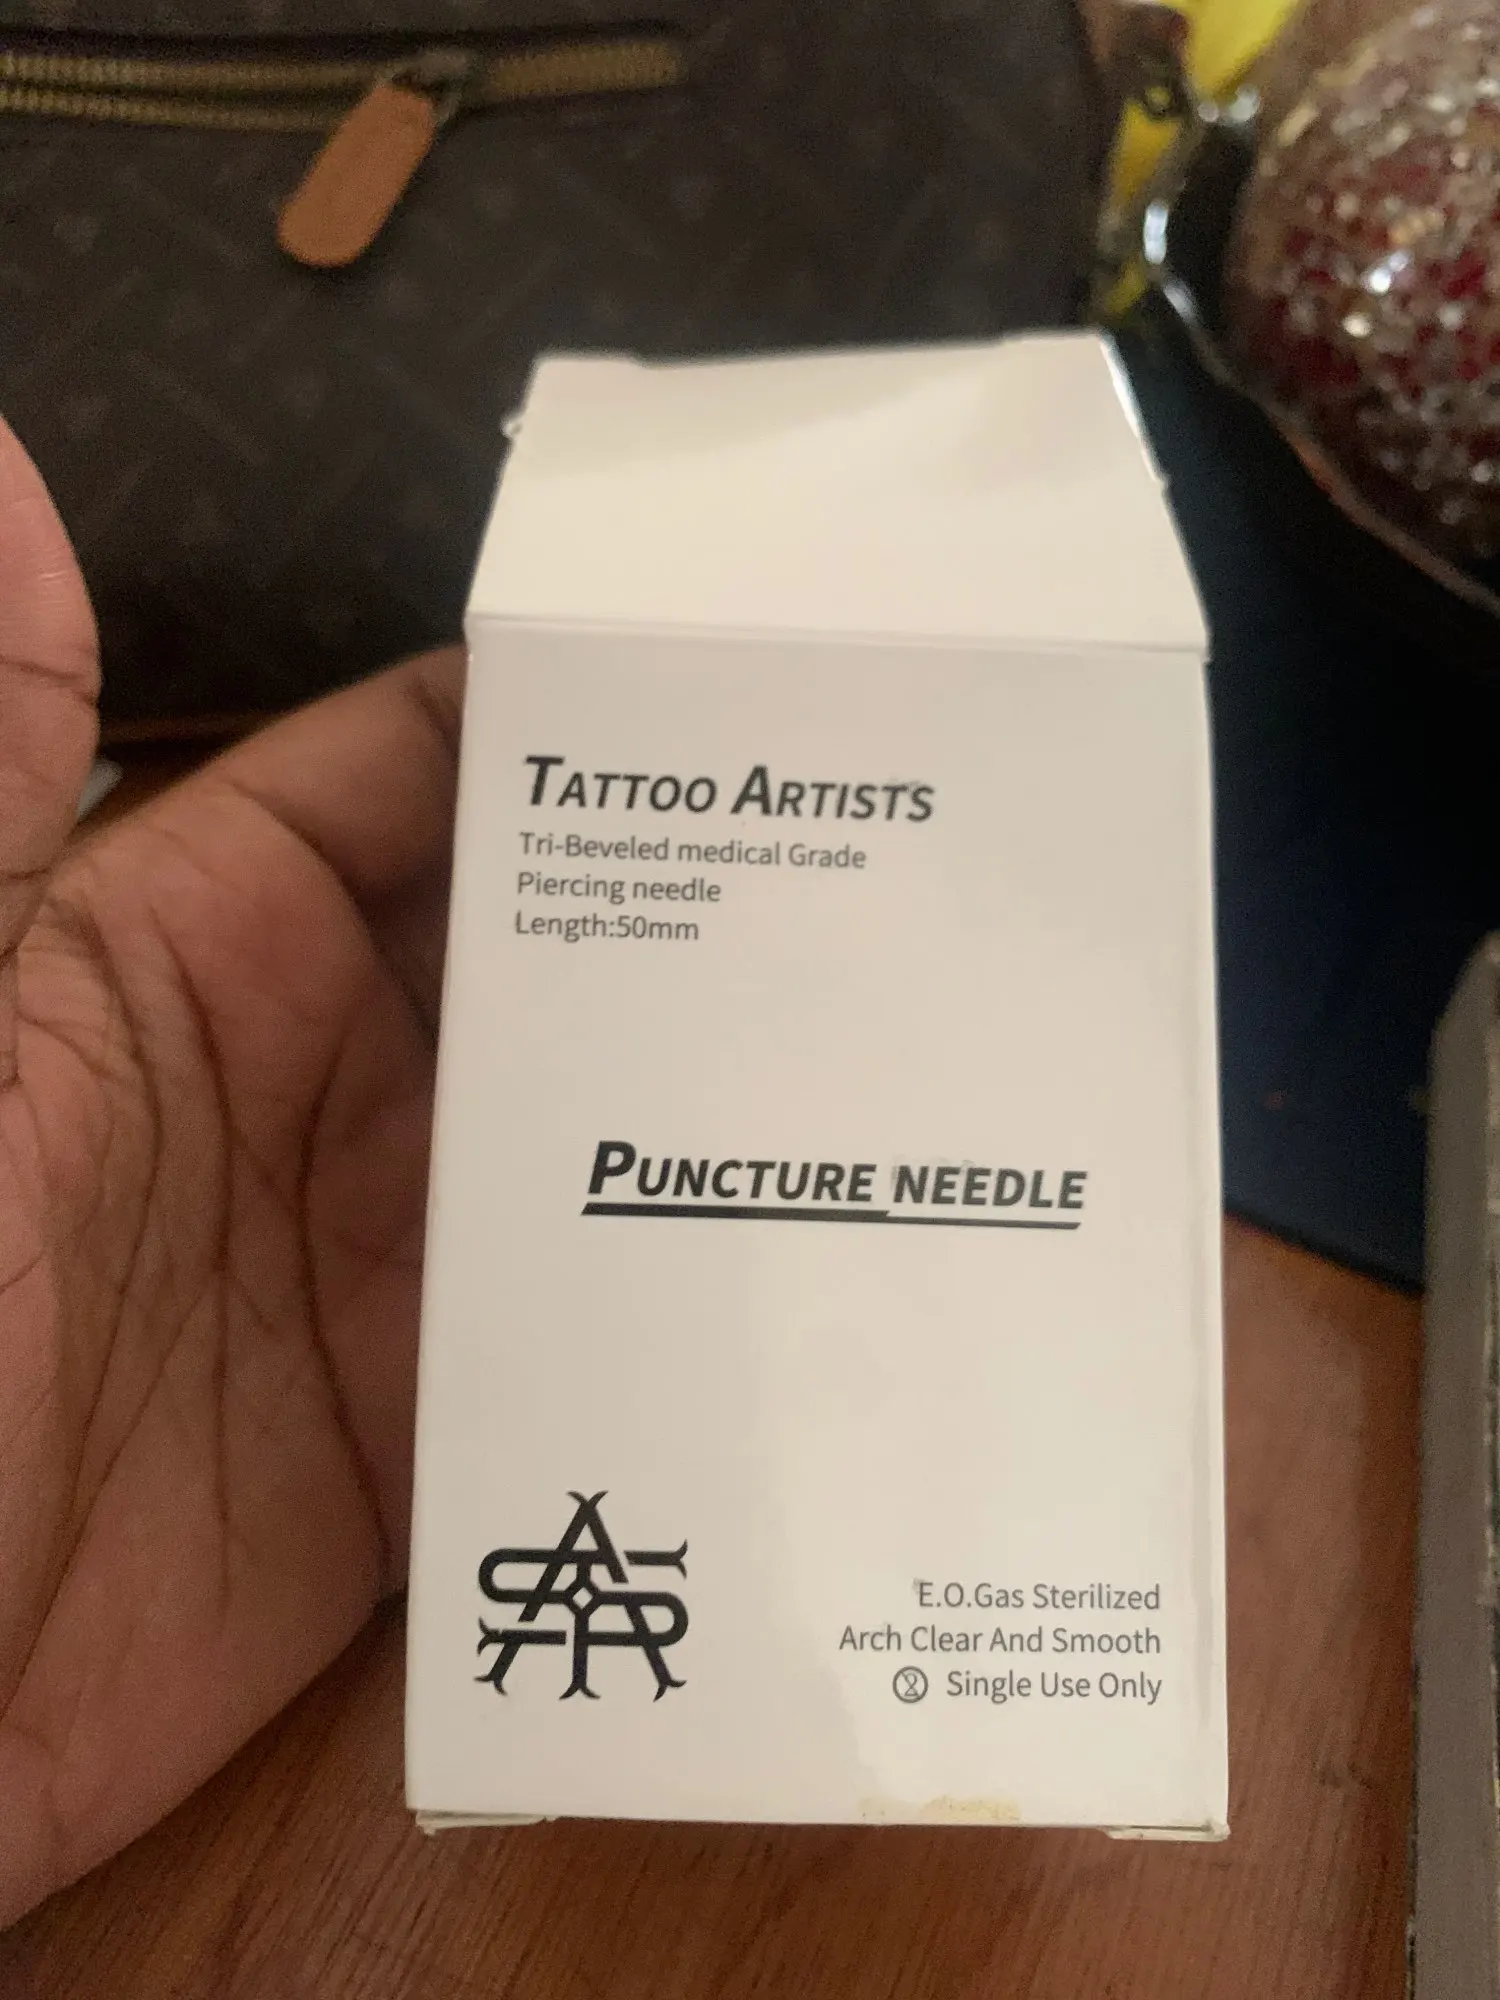 Tattoo Artists
Tri-Beveled medical Grade
Piercing needle
Length:50mm
Puncture needle
E.O.Gas Sterilized
Arch Clear And Smooth
2 Single Use Only